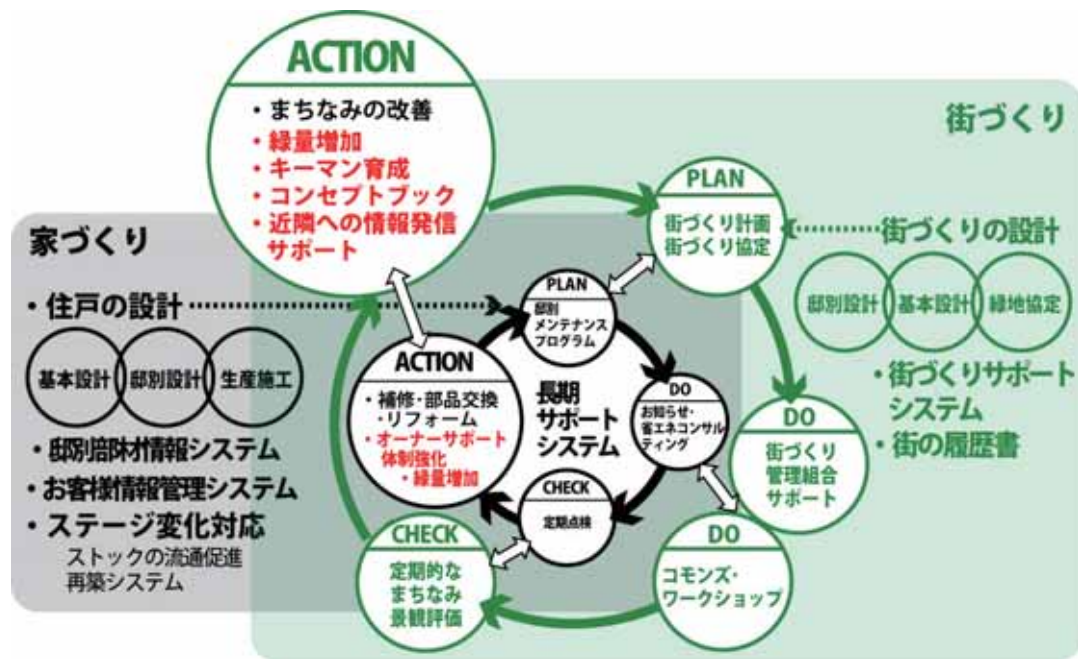 ACTION
・まちなみの改善
・緑量増加
・キーマン育成
・コンセプトブック
・近隣への情報発信
サポート
街づくり
PLAN
街づくり計画
街づくり協定
街づくりの設計
邸別設計
基本設計
緑地協定
・街づくりサポート
システム
・街の履歴書
DO
街づくり
管理組合
サポート
DO
コモンズ・
ワークショップ
CHECK
定期的な
まちなみ
景観評価
家づくり
・住戸の設計
基本設計
邸別設計
生産施工
・邸別部材情報システム
・お客様情報管理システム
・ステージ変化対応
ストックの流通促進
再築システム
PLAN
邸別
メンテナンス
プログラム
DO
お知らせ・
省エネコンサル
ティング
CHECK
定期点検
ACTION
・補修・部品交換
・リフォーム
・オーナーサポート
体制強化
・緑量増加
長期
サポート
システム